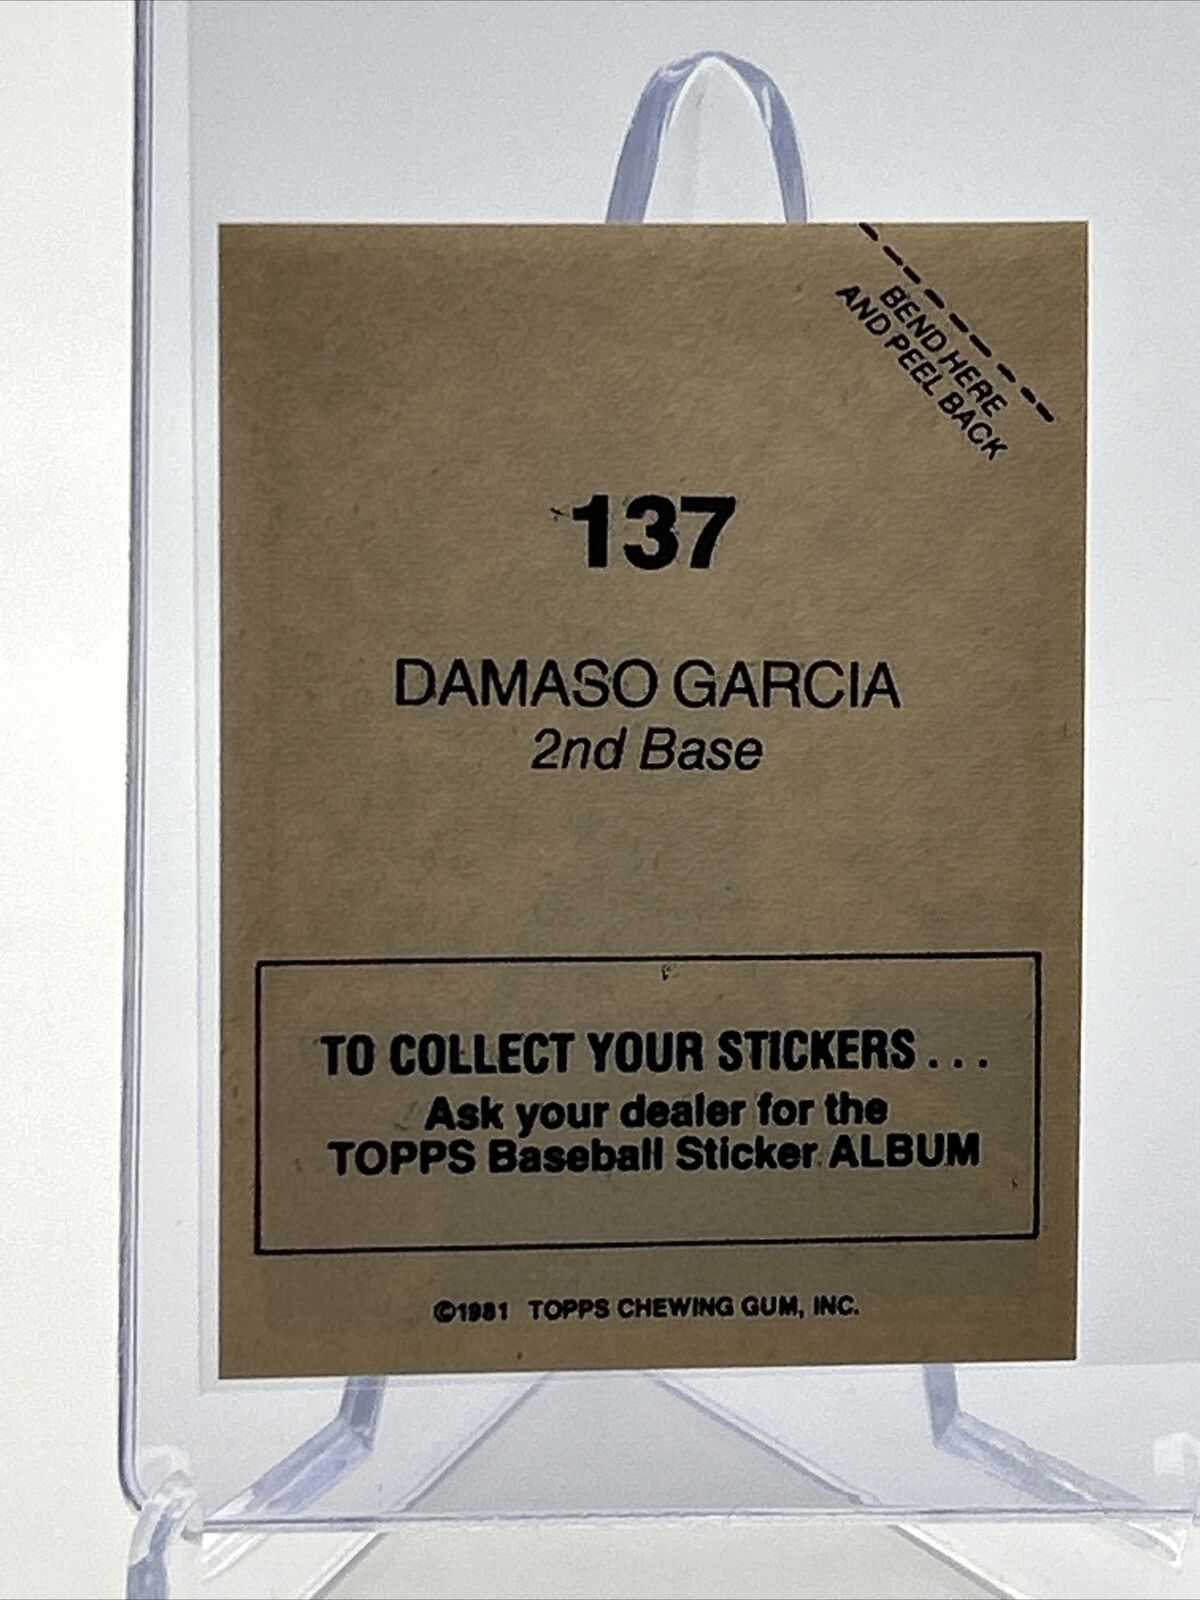 BEND HERE
AND PEEL BACK
137
DAMASO GARCIA
2nd Base
TO COLLECT YOUR STICKERS . . .
Ask your dealer for the
TOPPS Baseball Sticker ALBUM
©1981 TOPPS CHEWING GUM, INC.